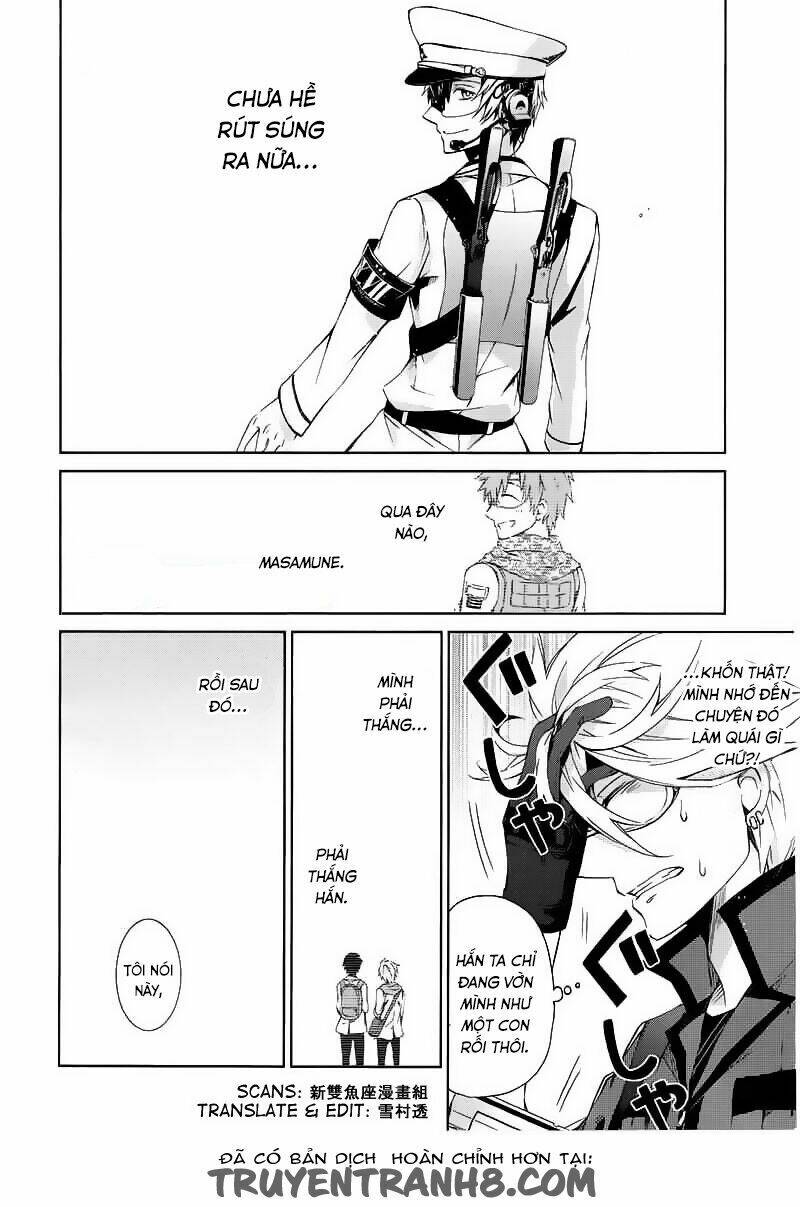 CHƯA HỀ
RÚT SÚNG
RA NỮA...
XVII
QUA ĐÂY
NÀO,
MASAMUNE.
...KHỐN THẬT!
MÌNH NHỚ ĐẾN
CHUYỆN ĐÓ
LÀM QUÁI GÌ
CHỨ?!
ぐしゃ
ぐしゃ
HẮN TA CHỈ
ĐANG VỜN
MÌNH NHƯ
MỘT CON
RỐI THÔI.
MÌNH
PHẢI
THẮNG...
PHẢI
THẮNG
HẮN.
RỒI SAU
ĐÓ...
TÔI NÓI
NÀY,
SCANS: 新雙魚座漫畫組
TRANSLATE & EDIT: 雪村透
ĐÃ CÓ BẢN DỊCH HOÀN CHỈNH HƠN TẠI:
TRUYENTRANH8.COM